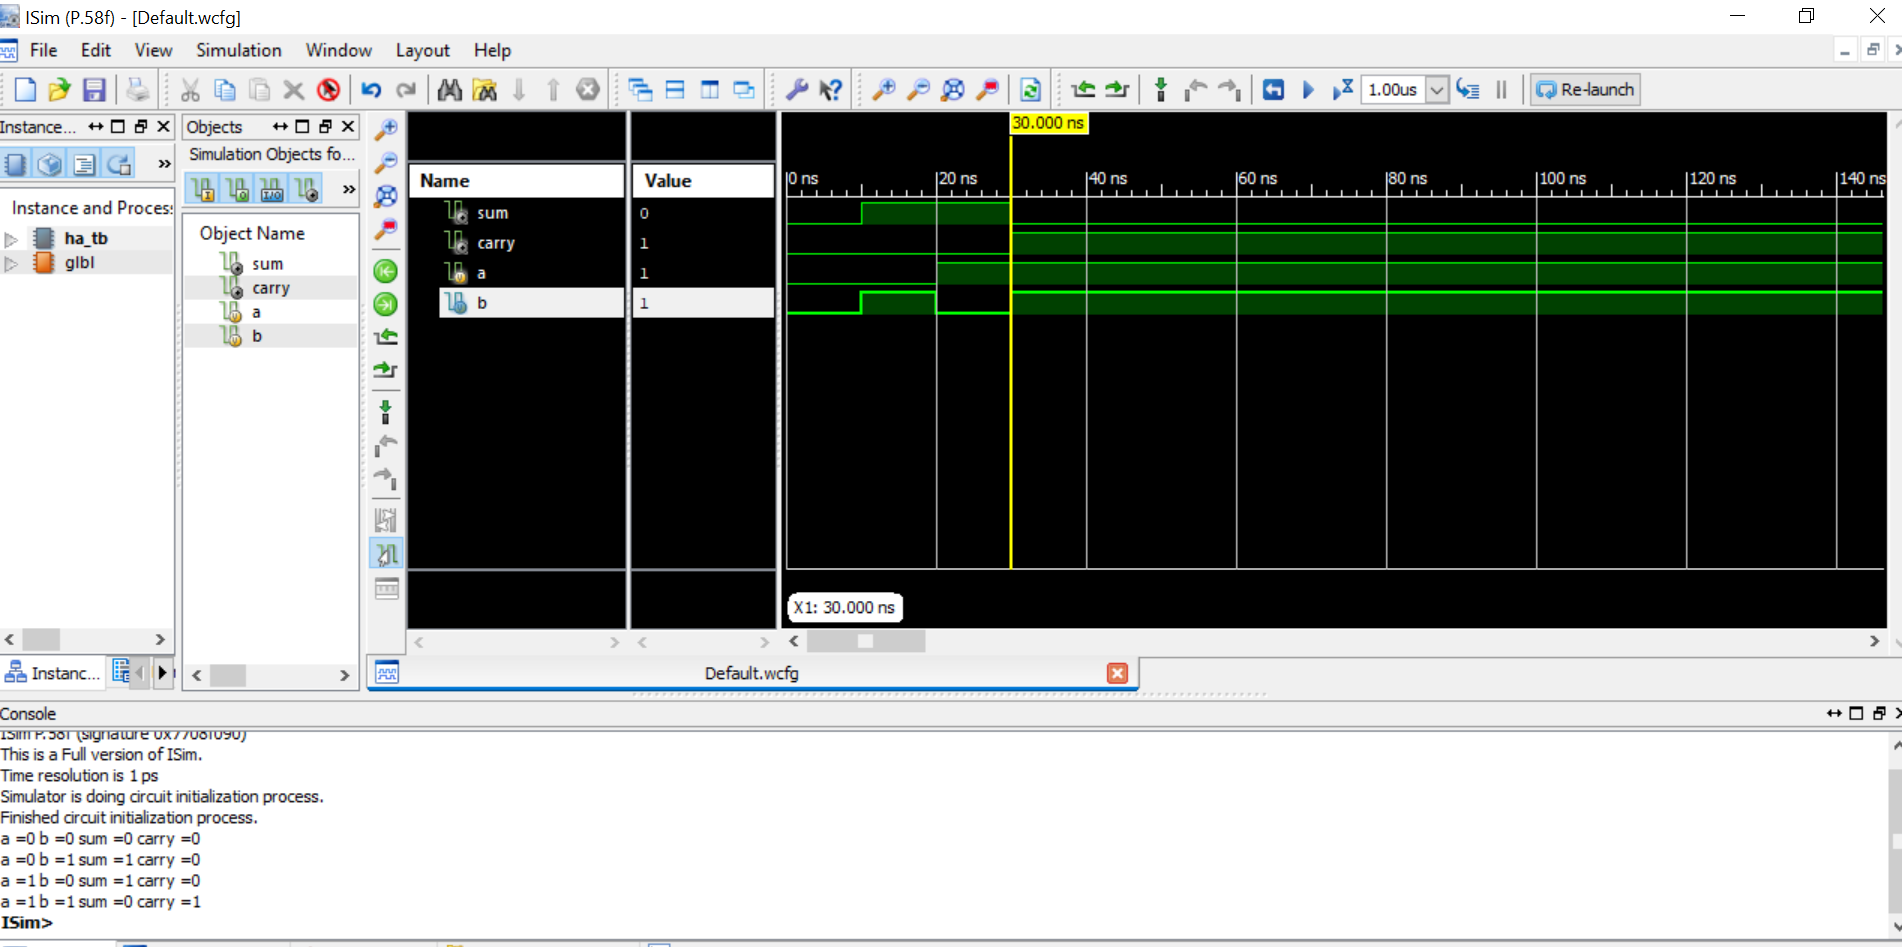 ISim (P.58f) - [Default.wcfg]
File Edit View Simulation Window Layout Help
1.00us Re-launch
Instance... Objects
Simulation Objects fo...
Instance and Process
ha_tb
glbl
Object Name
sum
carry
a
b
Name Value
sum 0
carry 1
a 1
b 1
30.000 ns
0 ns 20 ns 40 ns 60 ns 80 ns 100 ns 120 ns 140 ns
X1: 30.000 ns
Instanc...
Default.wcfg
Console
ISim P.58f (signature 0x7708f090)
This is a Full version of ISim.
Time resolution is 1 ps
Simulator is doing circuit initialization process.
Finished circuit initialization process.
a =0 b =0 sum =0 carry =0
a =0 b =1 sum =1 carry =0
a =1 b =0 sum =1 carry =0
a =1 b =1 sum =0 carry =1
ISim>